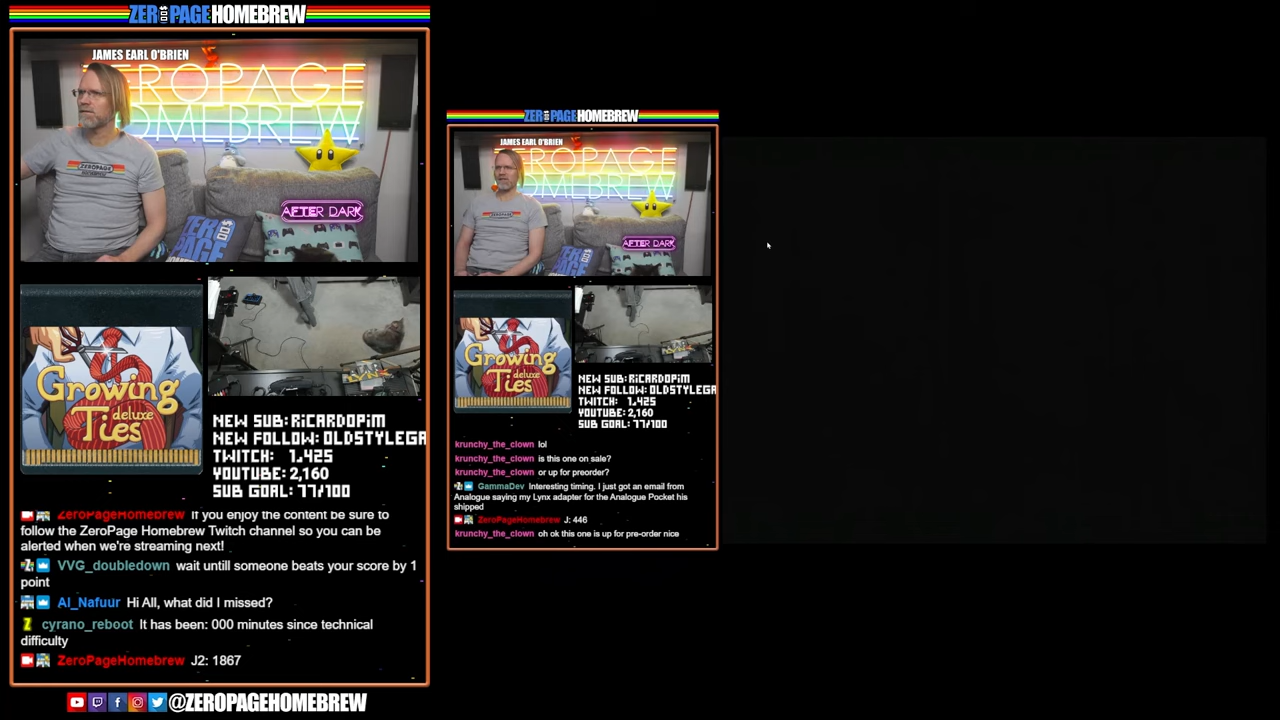 ZEROPAGE HOMEBREW
JAMES EARL O'BRIEN
ZEROPAGE
HOMEBREW
ZEROPAGE
AFTER DARK
ZERO
PAGE
Growing
Ties
deluxe
NEW SUB: RICARDOPIM
NEW FOLLOW: OLDSTYLEGA
TWITCH: 1,425
YOUTUBE: 2,160
SUB GOAL: 77/100
ZeroPageHomebrew If you enjoy the content be sure to
follow the ZeroPage Homebrew Twitch channel so you can be
alerted when we're streaming next!
VVG_doubledown wait untill someone beats your score by 1
point
Al_Nafuur Hi All, what did I missed?
cyrano_reboot It has been: 000 minutes since technical
difficulty
ZeroPageHomebrew J2: 1867
@ZEROPAGEHOMEBREW
ZEROPAGE HOMEBREW
JAMES EARL O'BRIEN
ZEROPAGE
HOMEBREW
AFTER DARK
Growing
Ties
deluxe
NEW SUB: RICARDOPIM
NEW FOLLOW: OLDSTYLEGA
TWITCH: 1,425
YOUTUBE: 2,160
SUB GOAL: 77/100
krunchy_the_clown lol
krunchy_the_clown is this one on sale?
krunchy_the_clown or up for preorder?
GammaDev Interesting timing. I just got an email from
Analogue saying my Lynx adapter for the Analogue Pocket his
shipped
ZeroPageHomebrew J: 446
krunchy_the_clown oh ok this one is up for pre-order nice